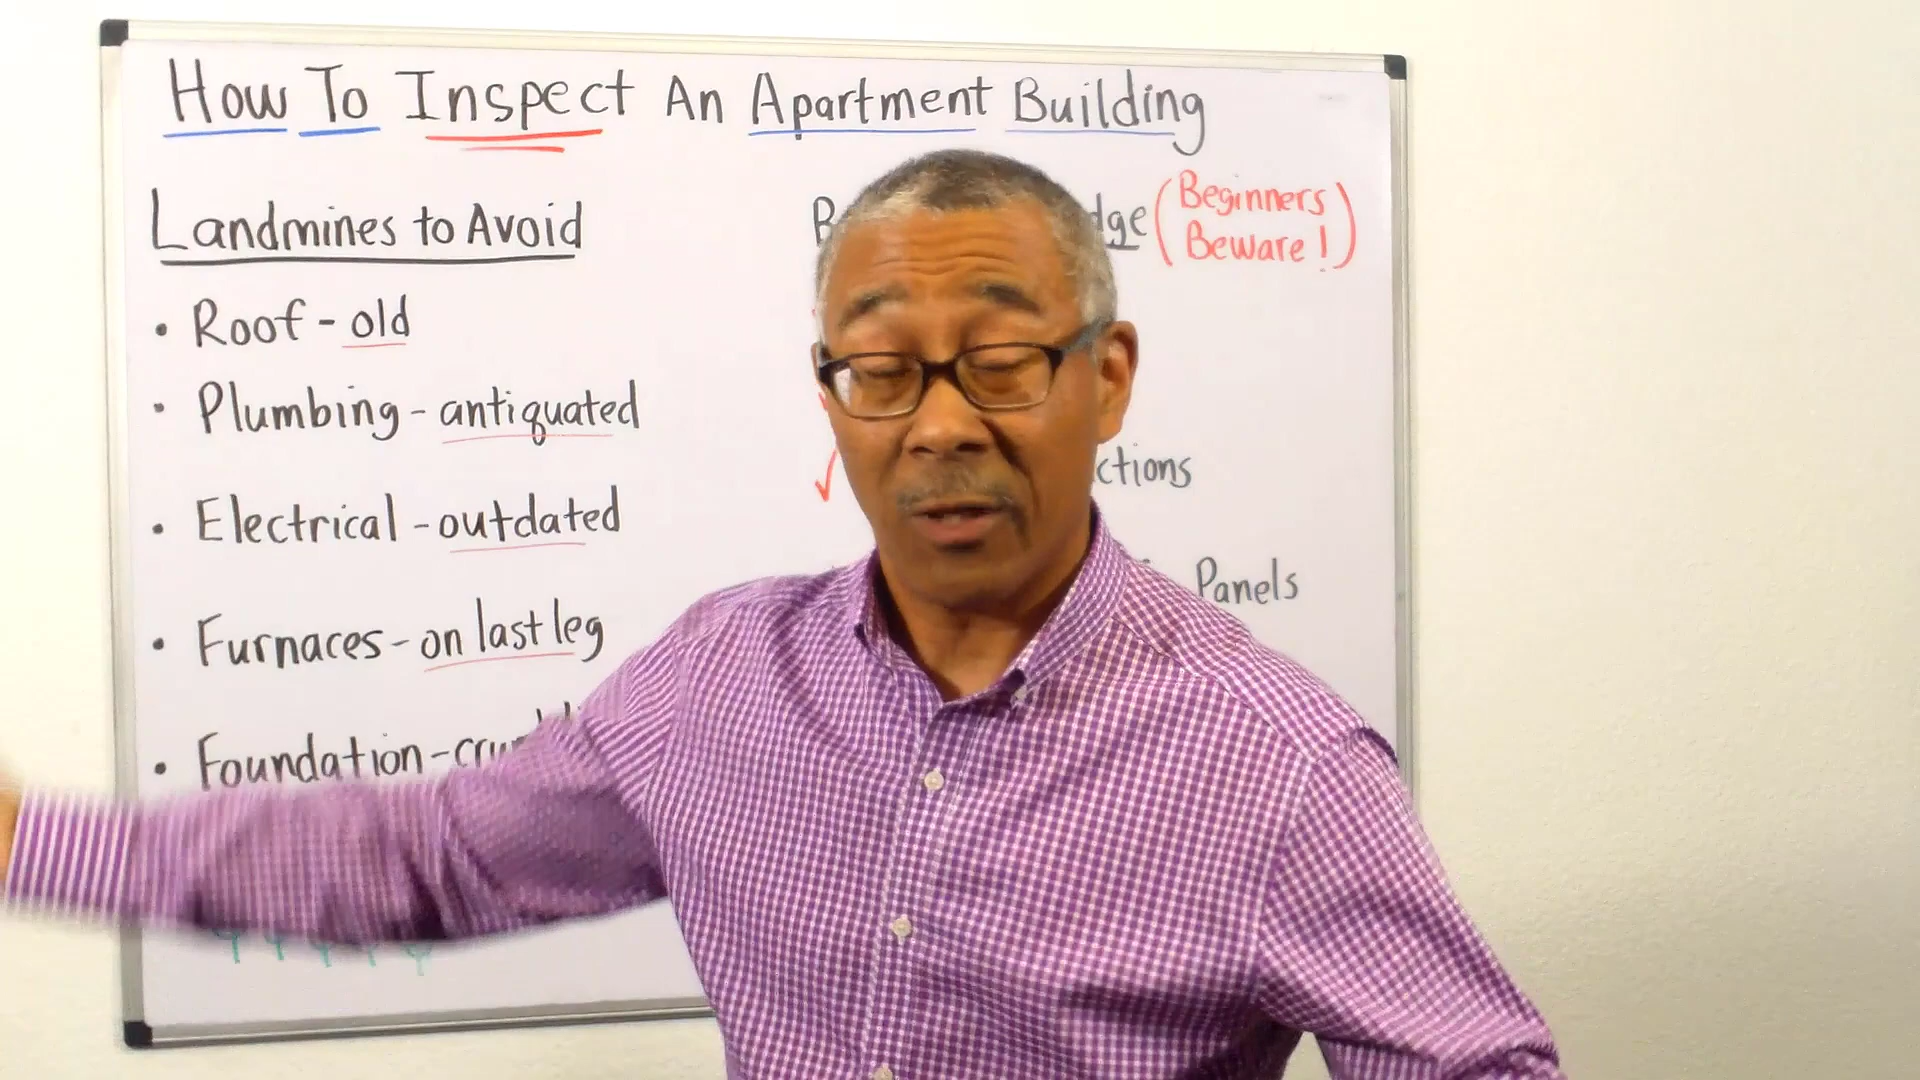 How To Inspect An Apartment Building
Landmines to Avoid
(Beginners
Beware!)
• Roof - old
• Plumbing - antiquated
✓
• Electrical - outdated
Panels
• Furnaces - on last leg
• Foundation -